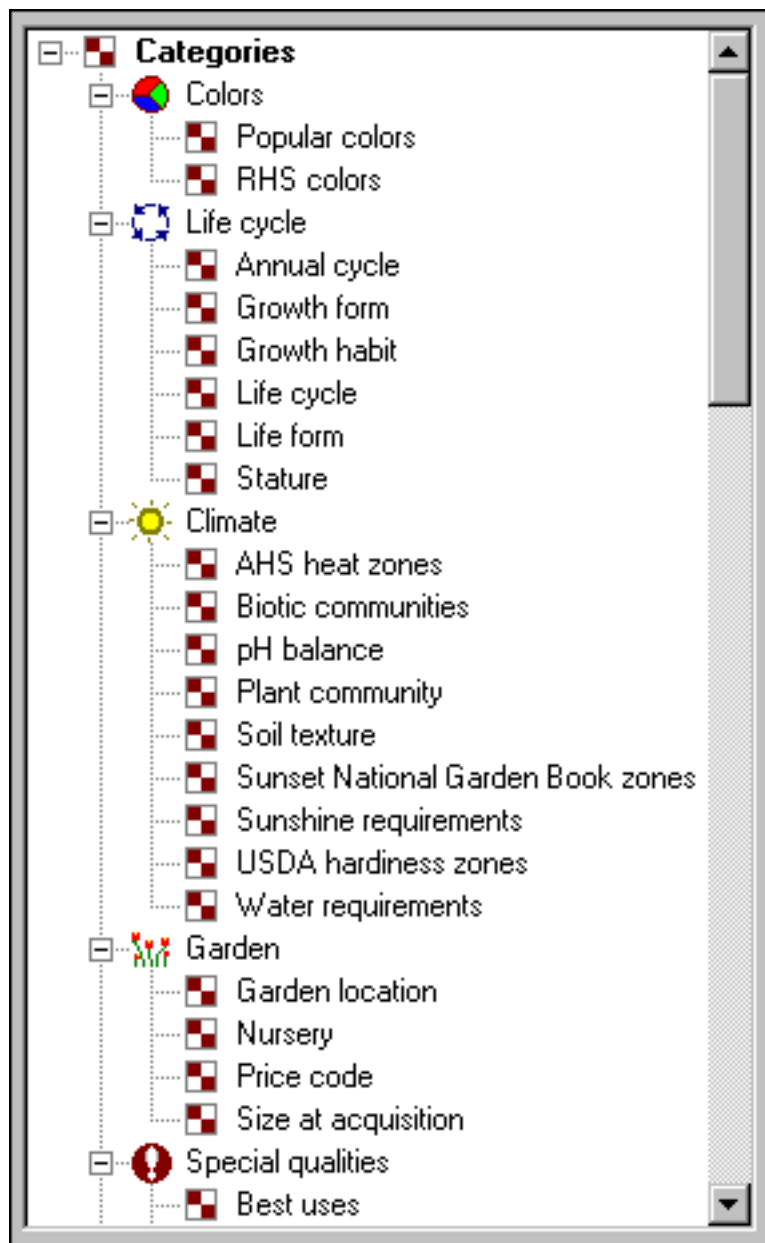 Categories
Colors
Popular colors
RHS colors
Life cycle
Annual cycle
Growth form
Growth habit
Life cycle
Life form
Stature
Climate
AHS heat zones
Biotic communities
pH balance
Plant community
Soil texture
Sunset National Garden Book zones
Sunshine requirements
USDA hardiness zones
Water requirements
Garden
Garden location
Nursery
Price code
Size at acquisition
Special qualities
Best uses